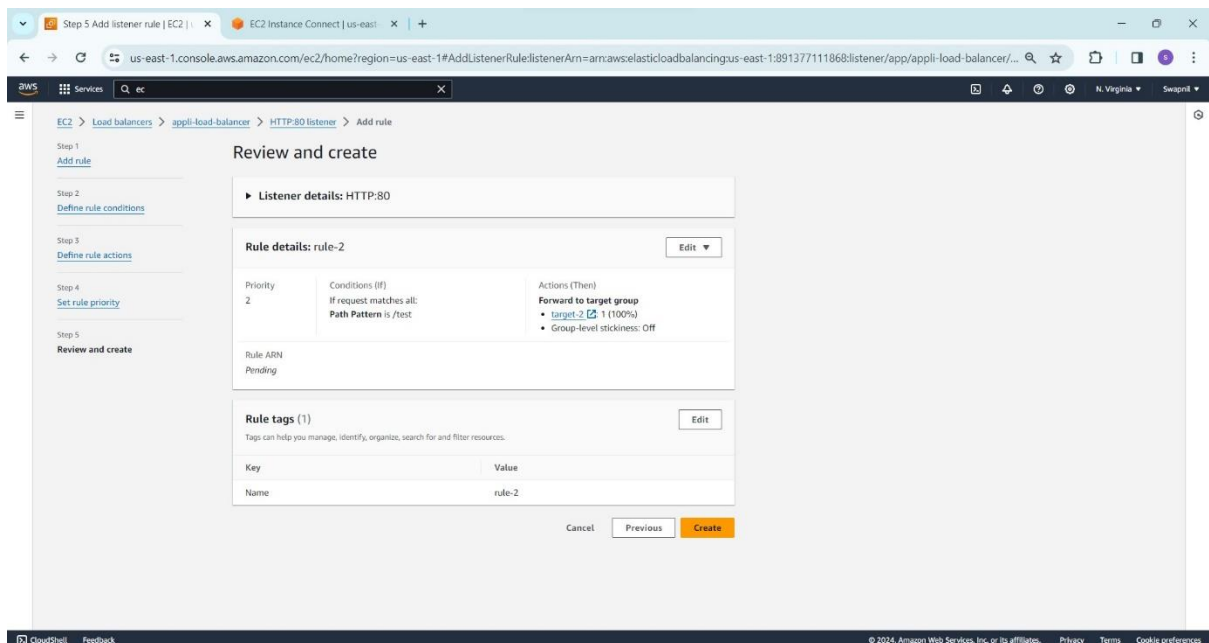 Step 5 Add listener rule | EC2 | u
EC2 Instance Connect | us-east
us-east-1.console.aws.amazon.com/ec2/home?region=us-east-1#AddListenerRule:listenerArn=arn:aws:elasticloadbalancing:us-east-1:891377111868:listener/app/appli-load-balancer/...
S
aws
Services
ec
N. Virginia
Swapnil
EC2 > Load balancers > appli-load-balancer > HTTP:80 listener > Add rule
Step 1
Add rule
Step 2
Define rule conditions
Step 3
Define rule actions
Step 4
Set rule priority
Step 5
Review and create
Review and create
Listener details: HTTP:80
Rule details: rule-2
Edit
Priority
2
Conditions (If)
If request matches all:
Path Pattern is /test
Actions (Then)
Forward to target group
• target-2: 1 (100%)
• Group-level stickiness: Off
Rule ARN
Pending
Rule tags (1)
Edit
Tags can help you manage, identify, organize, search for and filter resources.
Key Value
Name rule-2
Cancel Previous Create
CloudShell Feedback
© 2024, Amazon Web Services, Inc. or its affiliates. Privacy Terms Cookie preferences